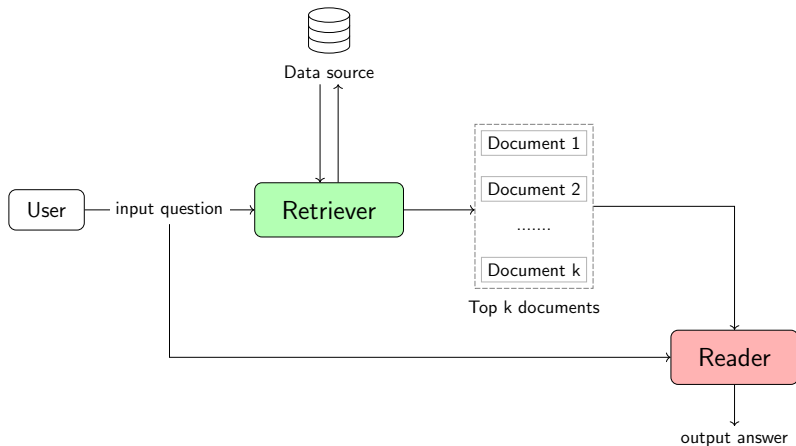 Data source
Document 1
User
input question
Retriever
Document 2
.......
Document k
Top k documents
Reader
output answer